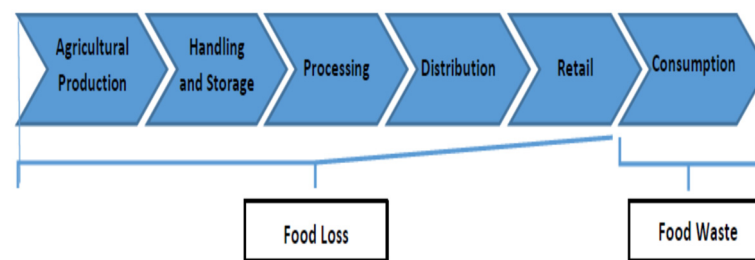 Agricultural
Production
Handling
and Storage
Processing
Distribution
Retail
Consumption
Food Loss
Food Waste